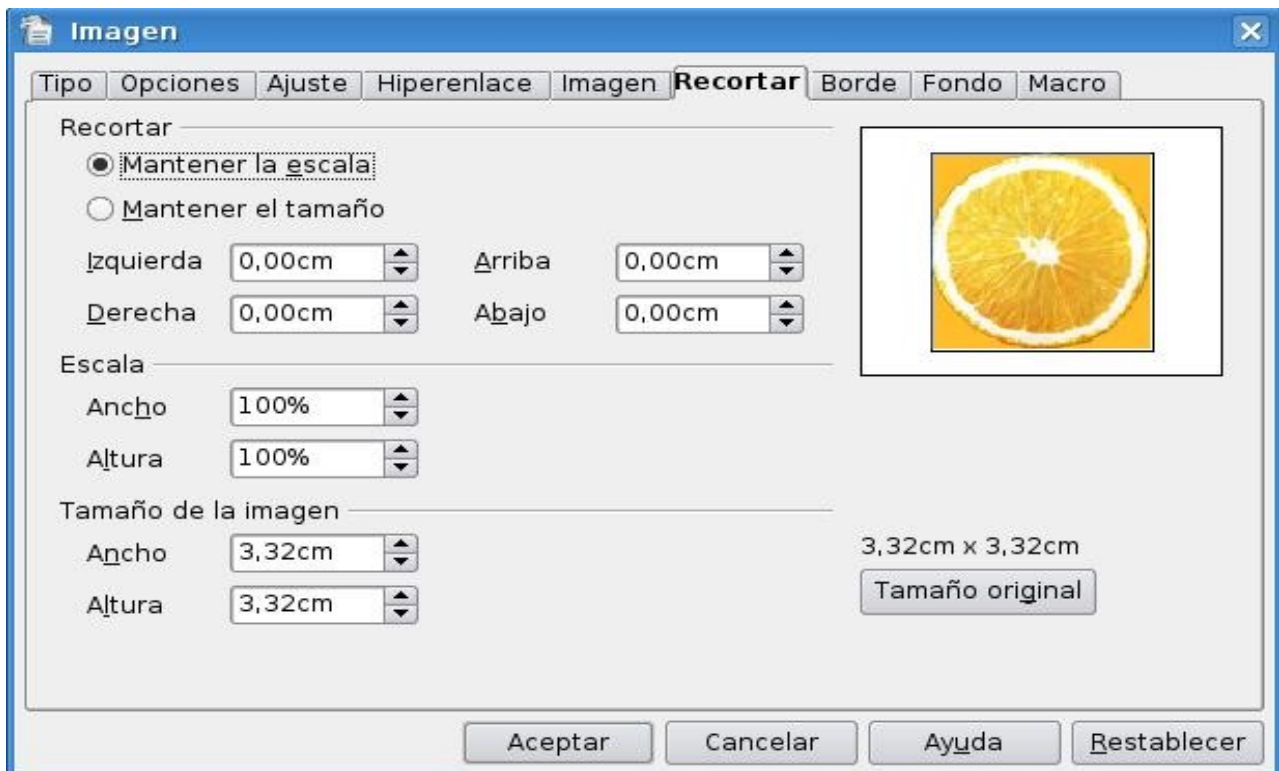 Imagen
Tipo Opciones Ajuste Hiperenlace Imagen Recortar Borde Fondo Macro
Recortar
Mantener la escala
Mantener el tamaño
Izquierda 0,00cm Arriba 0,00cm
Derecha 0,00cm Abajo 0,00cm
Escala
Ancho 100%
Altura 100%
Tamaño de la imagen
Ancho 3,32cm 3,32cm x 3,32cm
Altura 3,32cm Tamaño original
Aceptar Cancelar Ayuda Restablecer